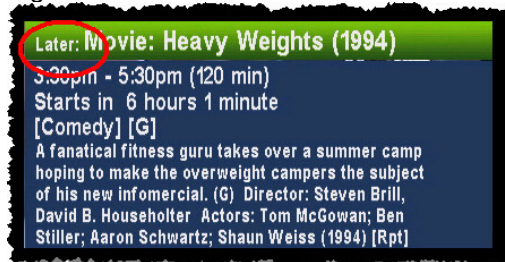 Later: Movie: Heavy Weights (1994)
3:30pm - 5:30pm (120 min)
Starts in 6 hours 1 minute
[Comedy] [G]
A fanatical fitness guru takes over a summer camp
hoping to make the overweight campers the subject
of his new infomercial. (G) Director: Steven Brill,
David B. Householter Actors: Tom McGowan; Ben
Stiller; Aaron Schwartz; Shaun Weiss (1994) [Rpt]